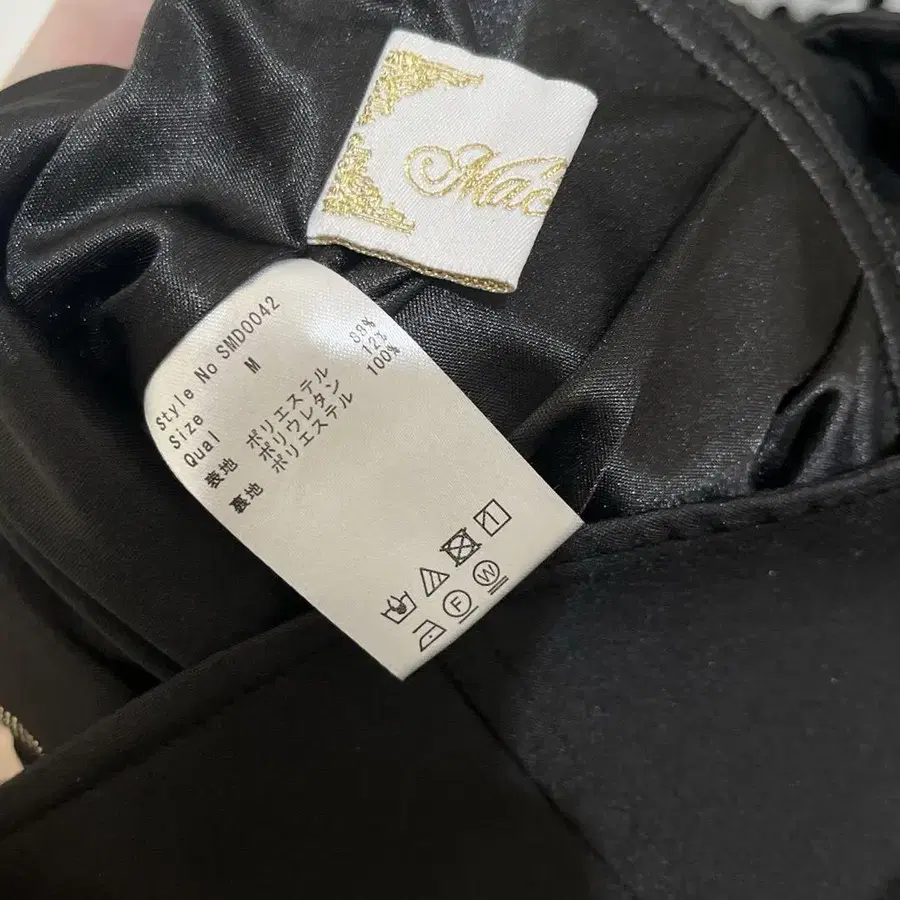 Style No SMD0042
Size M
Qual
表地 ポリエステル 88%
ポリウレタン 12%
裏地 ポリエステル 100%
F W